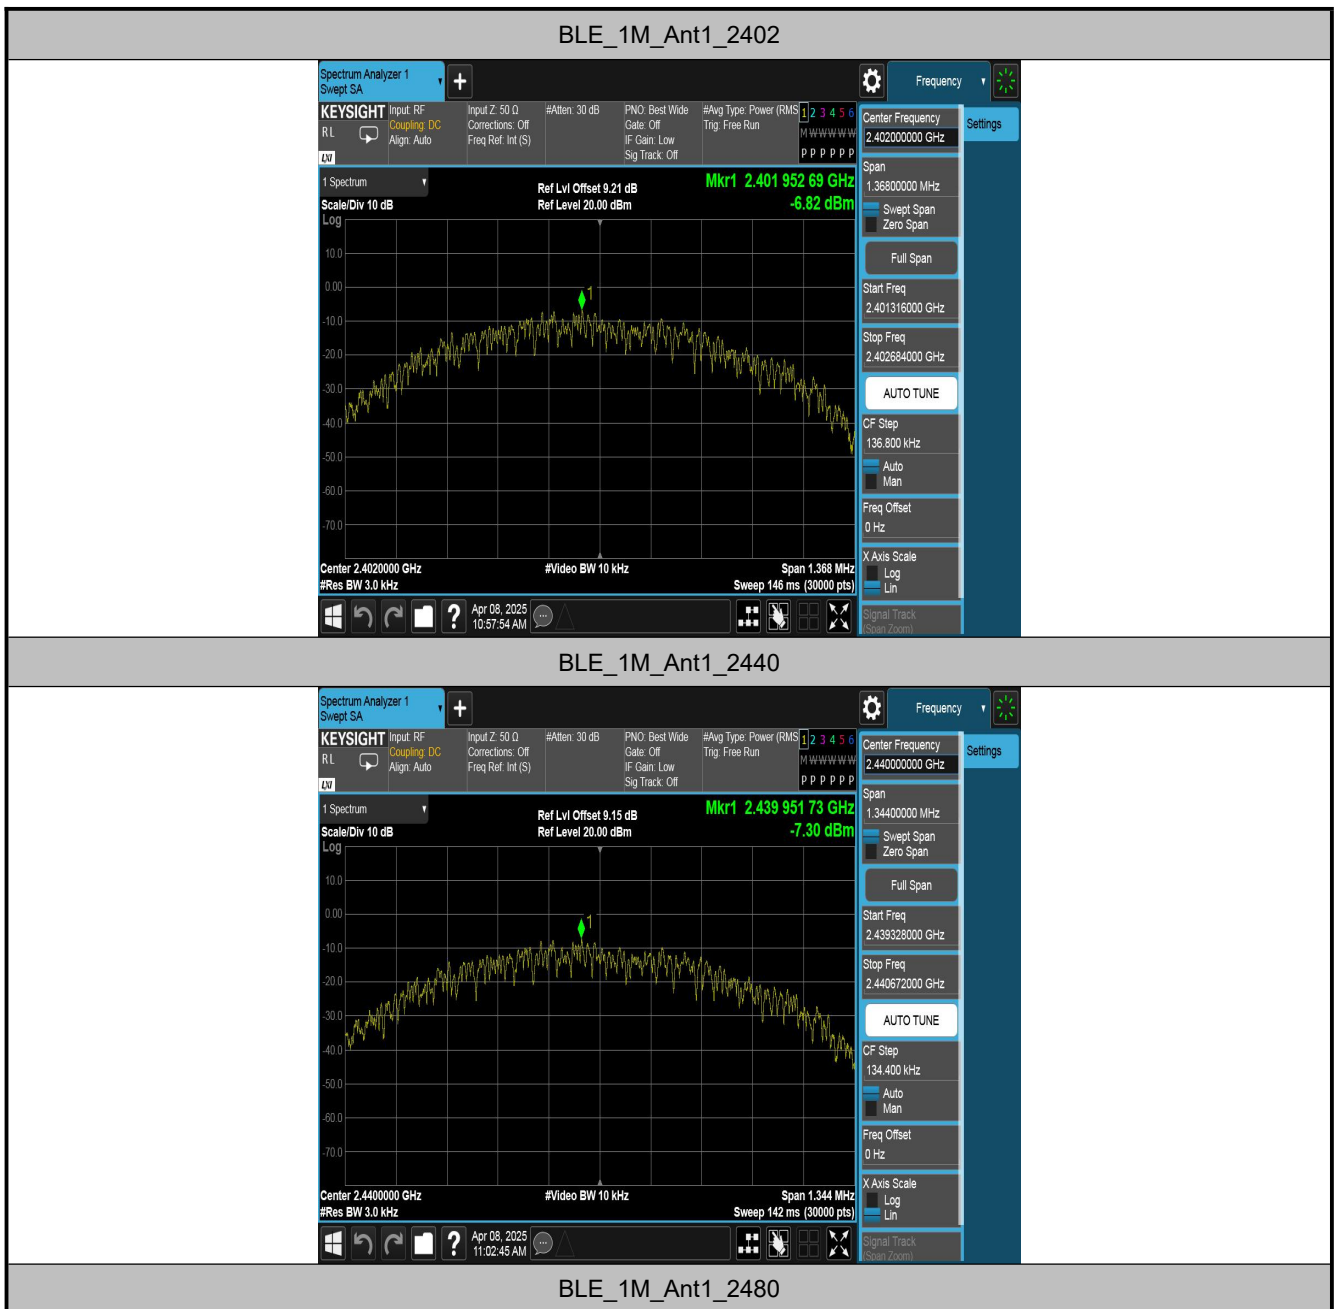 BLE_1M_Ant1_2402
Spectrum Analyzer 1
Swept SA
Frequency
KEYSIGHT
RL
LXI
Input: RF
Coupling: DC
Align: Auto
Input Z: 50 Ω
Corrections: Off
Freq Ref: Int (S)
#Atten: 30 dB
PNO: Best Wide
Gate: Off
IF Gain: Low
Sig Track: Off
#Avg Type: Power (RMS
Trig: Free Run
1 2 3 4 5 6
M W W W W W
P P P P P P
Center Frequency
2.402000000 GHz
Settings
Span
1.36800000 MHz
Swept Span
Zero Span
Full Span
Start Freq
2.401316000 GHz
Stop Freq
2.402684000 GHz
AUTO TUNE
CF Step
136.800 kHz
Auto
Man
Freq Offset
0 Hz
X Axis Scale
Log
Lin
Signal Track
(Span Zoom)
1 Spectrum
Scale/Div 10 dB
Ref Lvl Offset 9.21 dB
Ref Level 20.00 dBm
Mkr1 2.401 952 69 GHz
-6.82 dBm
Log
10.0
0.00
-10.0
-20.0
-30.0
-40.0
-50.0
-60.0
-70.0
1
Center 2.4020000 GHz
#Video BW 10 kHz
Span 1.368 MHz
#Res BW 3.0 kHz
Sweep 146 ms (30000 pts)
?
Apr 08, 2025
10:57:54 AM
BLE_1M_Ant1_2440
Spectrum Analyzer 1
Swept SA
Frequency
KEYSIGHT
RL
LXI
Input: RF
Coupling: DC
Align: Auto
Input Z: 50 Ω
Corrections: Off
Freq Ref: Int (S)
#Atten: 30 dB
PNO: Best Wide
Gate: Off
IF Gain: Low
Sig Track: Off
#Avg Type: Power (RMS
Trig: Free Run
1 2 3 4 5 6
M W W W W W
P P P P P P
Center Frequency
2.440000000 GHz
Settings
Span
1.34400000 MHz
Swept Span
Zero Span
Full Span
Start Freq
2.439328000 GHz
Stop Freq
2.440672000 GHz
AUTO TUNE
CF Step
134.400 kHz
Auto
Man
Freq Offset
0 Hz
X Axis Scale
Log
Lin
Signal Track
(Span Zoom)
1 Spectrum
Scale/Div 10 dB
Ref Lvl Offset 9.15 dB
Ref Level 20.00 dBm
Mkr1 2.439 951 73 GHz
-7.30 dBm
Log
10.0
0.00
-10.0
-20.0
-30.0
-40.0
-50.0
-60.0
-70.0
1
Center 2.4400000 GHz
#Video BW 10 kHz
Span 1.344 MHz
#Res BW 3.0 kHz
Sweep 142 ms (30000 pts)
?
Apr 08, 2025
11:02:45 AM
BLE_1M_Ant1_2480